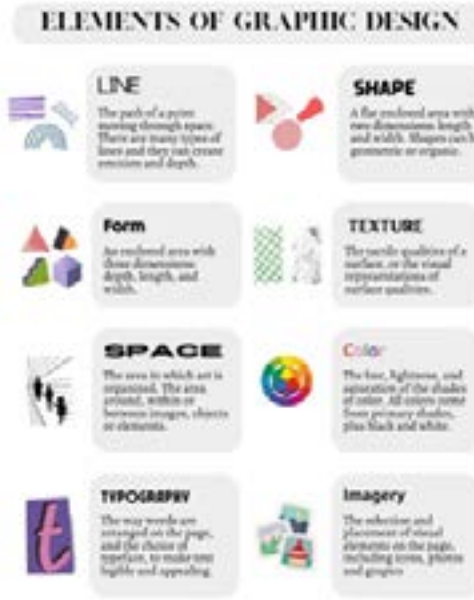 ELEMENTS OF GRAPHIC DESIGN
LINE
The path of a point
moving through space.
There are many types of
lines and they can create
emotion and depth.
SHAPE
A flat enclosed area with
two dimensions: length
and width. Shapes can be
geometric or organic.
Form
An enclosed area with
three dimensions:
depth, length, and
width.
TEXTURE
The tactile qualities of a
surface, or the visual
representations of
surface qualities.
SPACE
The area in which art is
organized. The area
around, within or
between images, objects
or elements.
Color
The hue, lightness, and
saturation of the shades
of color. All colors come
from primary shades,
plus black and white.
t
TYPOGRAPHY
The way words are
arranged on the page,
and the choice of
typeface, to make text
legible and appealing.
Imagery
The selection and
placement of visual
elements on the page,
including icons, photos
and grapics